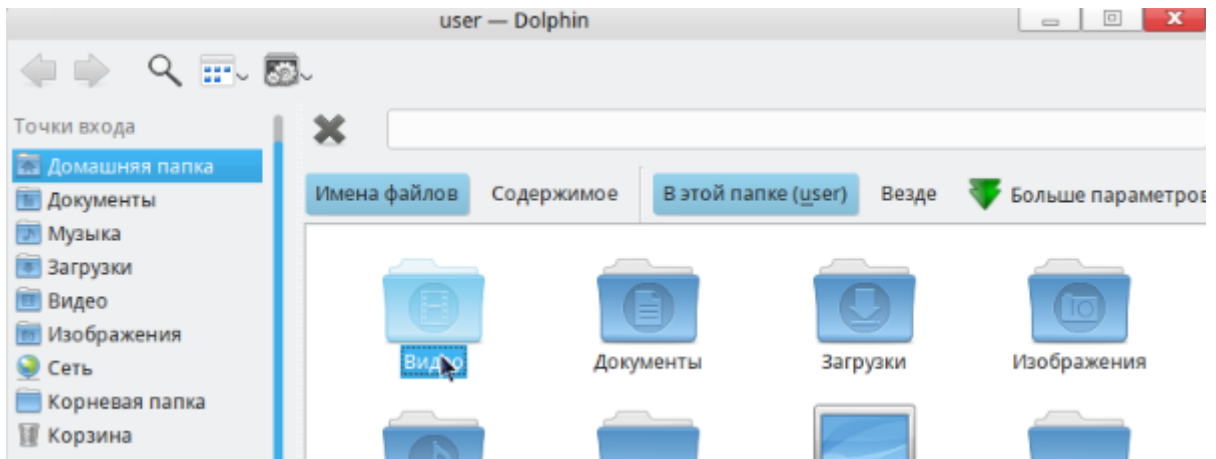 user — Dolphin
Точки входа
Домашняя папка
Документы
Музыка
Загрузки
Видео
Изображения
Сеть
Корневая папка
Корзина
Имена файлов Содержимое В этой папке (user) Везде Больше параметров
Видео Документы Загрузки Изображения